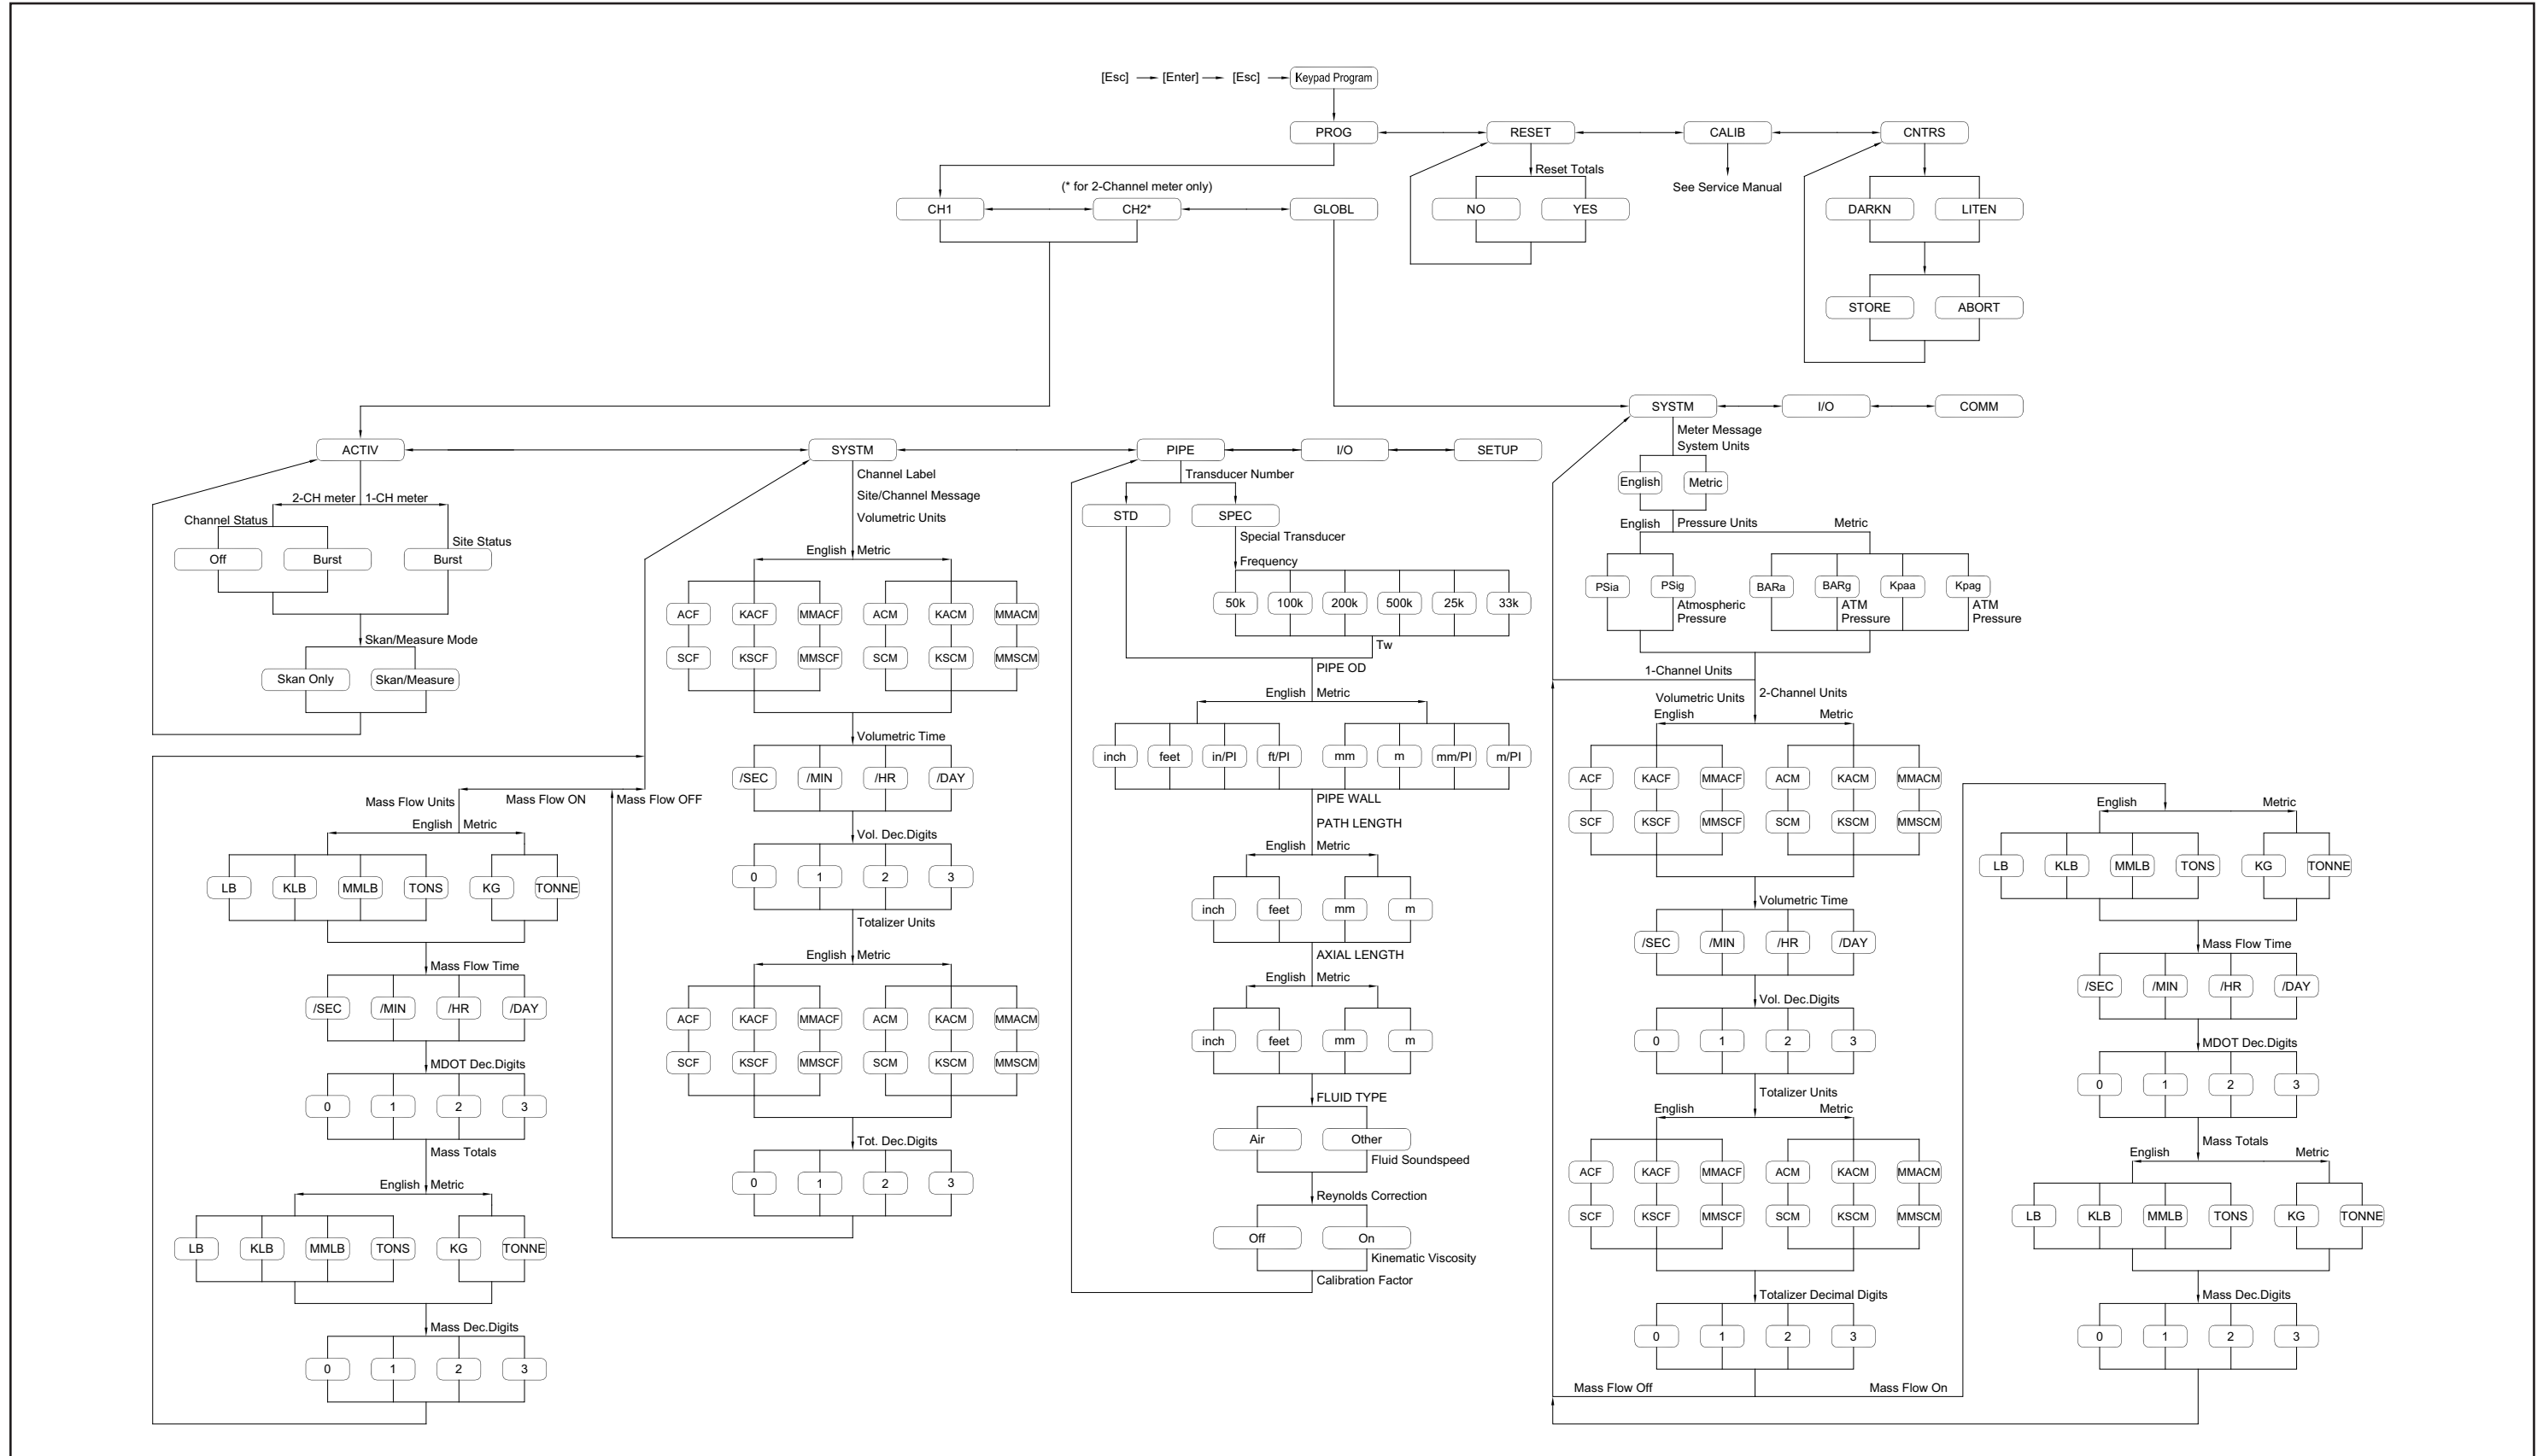 [Esc] [Enter] [Esc] Keypad Program
PROG RESET CALIB CNTRS
Reset Totals
See Service Manual
NO YES
DARKN LITEN
STORE ABORT
(* for 2-Channel meter only)
CH1 CH2* GLOBL
ACTIV SYSTM PIPE I/O SETUP
2-CH meter 1-CH meter
Channel Status
Site Status
Off Burst Burst
Skan/Measure Mode
Skan Only Skan/Measure
Channel Label
Site/Channel Message
Volumetric Units
English Metric
ACF KACF MMACF ACM KACM MMACM
SCF KSCF MMSCF SCM KSCM MMSCM
Volumetric Time
/SEC /MIN /HR /DAY
Vol. Dec.Digits
0 1 2 3
Totalizer Units
English Metric
ACF KACF MMACF ACM KACM MMACM
SCF KSCF MMSCF SCM KSCM MMSCM
Tot. Dec.Digits
0 1 2 3
Mass Flow Units Mass Flow ON Mass Flow OFF
English Metric
LB KLB MMLB TONS KG TONNE
Mass Flow Time
/SEC /MIN /HR /DAY
MDOT Dec.Digits
0 1 2 3
Mass Totals
English Metric
LB KLB MMLB TONS KG TONNE
Mass Dec.Digits
0 1 2 3
Transducer Number
STD SPEC
Special Transducer
Frequency
50k 100k 200k 500k 25k 33k
Tw
PIPE OD
English Metric
inch feet in/PI ft/PI mm m mm/PI m/PI
PIPE WALL
PATH LENGTH
English Metric
inch feet mm m
AXIAL LENGTH
English Metric
inch feet mm m
FLUID TYPE
Air Other
Fluid Soundspeed
Reynolds Correction
Off On
Kinematic Viscosity
Calibration Factor
SYSTM I/O COMM
Meter Message
System Units
English Metric
English Pressure Units Metric
PSia PSig BARa BARg Kpaa Kpag
Atmospheric Pressure
ATM Pressure
ATM Pressure
1-Channel Units
Volumetric Units 2-Channel Units
English Metric
ACF KACF MMACF ACM KACM MMACM
SCF KSCF MMSCF SCM KSCM MMSCM
Volumetric Time
/SEC /MIN /HR /DAY
Vol. Dec.Digits
0 1 2 3
Totalizer Units
English Metric
ACF KACF MMACF ACM KACM MMACM
SCF KSCF MMSCF SCM KSCM MMSCM
Totalizer Decimal Digits
0 1 2 3
Mass Flow Off Mass Flow On
English Metric
LB KLB MMLB TONS KG TONNE
Mass Flow Time
/SEC /MIN /HR /DAY
MDOT Dec.Digits
0 1 2 3
Mass Totals
English Metric
LB KLB MMLB TONS KG TONNE
Mass Dec.Digits
0 1 2 3